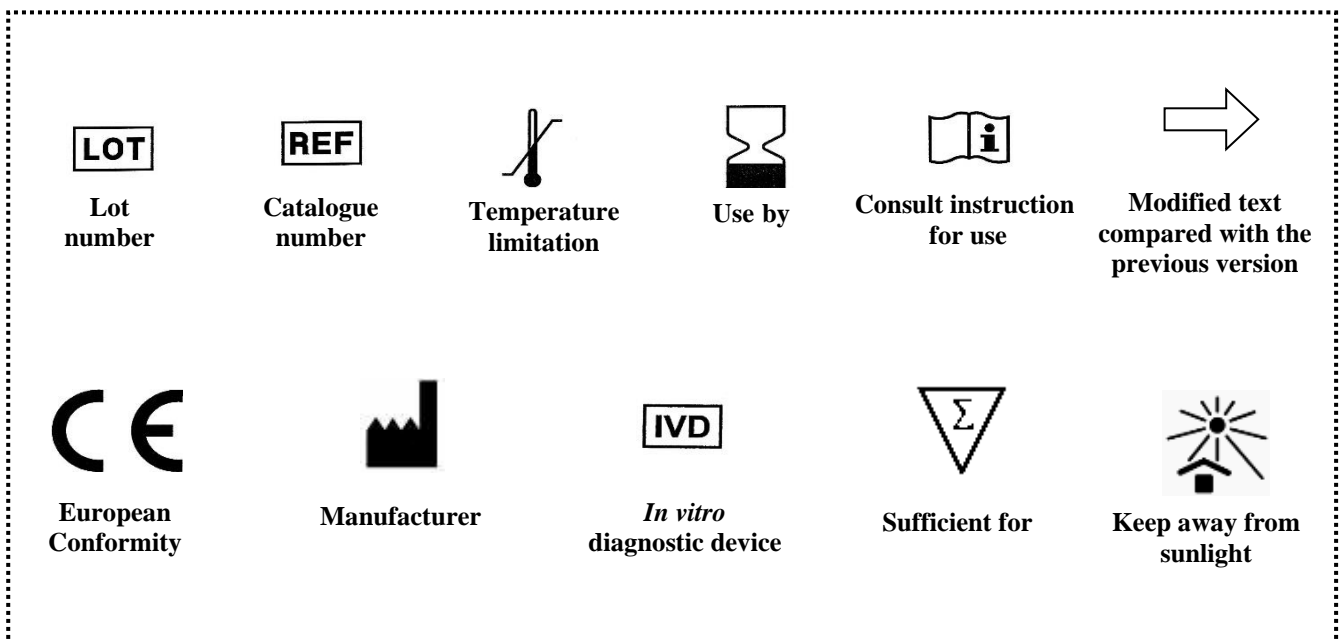 LOT
REF
i
Lot
number
Catalogue
number
Temperature
limitation
Use by
Consult instruction
for use
Modified text
compared with the
previous version
CE
IVD
Σ
European
Conformity
Manufacturer
In vitro
diagnostic device
Sufficient for
Keep away from
sunlight